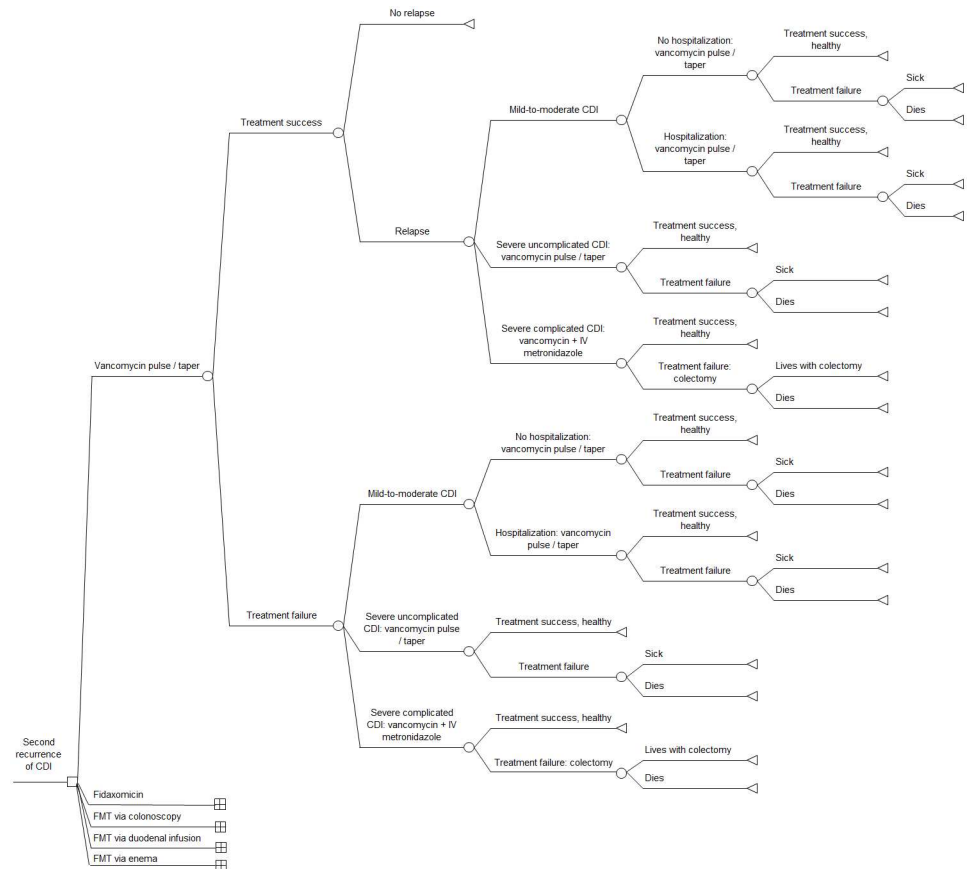 No relapse
No hospitalization:
vancomycin pulse /
taper
Treatment success,
healthy
Treatment failure
Sick
Dies
Mild-to-moderate CDI
Treatment success
Hospitalization:
vancomycin pulse /
taper
Treatment success,
healthy
Treatment failure
Sick
Dies
Relapse
Severe uncomplicated CDI:
vancomycin pulse / taper
Treatment success,
healthy
Treatment failure
Sick
Dies
Severe complicated CDI:
vancomycin + IV
metronidazole
Treatment success,
healthy
Treatment failure:
colectomy
Lives with colectomy
Dies
Vancomycin pulse / taper
No hospitalization:
vancomycin pulse / taper
Treatment success,
healthy
Treatment failure
Sick
Dies
Mild-to-moderate CDI
Hospitalization: vancomycin
pulse / taper
Treatment success,
healthy
Treatment failure
Sick
Dies
Treatment failure
Severe uncomplicated
CDI: vancomycin pulse
/ taper
Treatment success, healthy
Treatment failure
Sick
Dies
Severe complicated
CDI: vancomycin + IV
metronidazole
Treatment success, healthy
Treatment failure: colectomy
Lives with colectomy
Dies
Second
recurrence
of CDI
Fidaxomicin
FMT via colonoscopy
FMT via duodenal infusion
FMT via enema